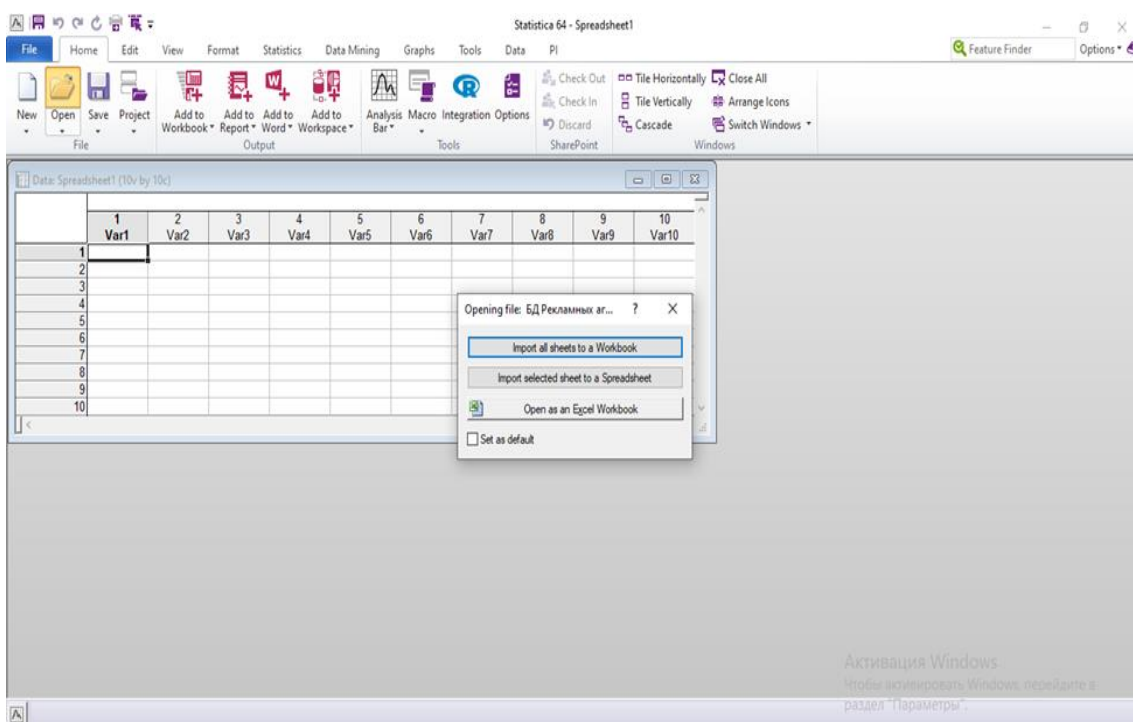 Statistica 64 - Spreadsheet1
File Home Edit View Format Statistics Data Mining Graphs Tools Data PI Feature Finder Options
New Open Save Project Add to Workbook Add to Report Add to Word Add to Workspace Analysis Bar Macro Integration Options
Check Out Tile Horizontally Close All
Check In Tile Vertically Arrange Icons
Discard Cascade Switch Windows
File Output Tools SharePoint Windows
Data: Spreadsheet1 (10v by 10c)
1 2 3 4 5 6 7 8 9 10
Var1 Var2 Var3 Var4 Var5 Var6 Var7 Var8 Var9 Var10
1
2
3
4
5
6
7
8
9
10
Opening file: БД Рекламных аг... ?
Import all sheets to a Workbook
Import selected sheet to a Spreadsheet
Open as an Excel Workbook
Set as default
Активация Windows
Чтобы активировать Windows, перейдите в
раздел "Параметры".